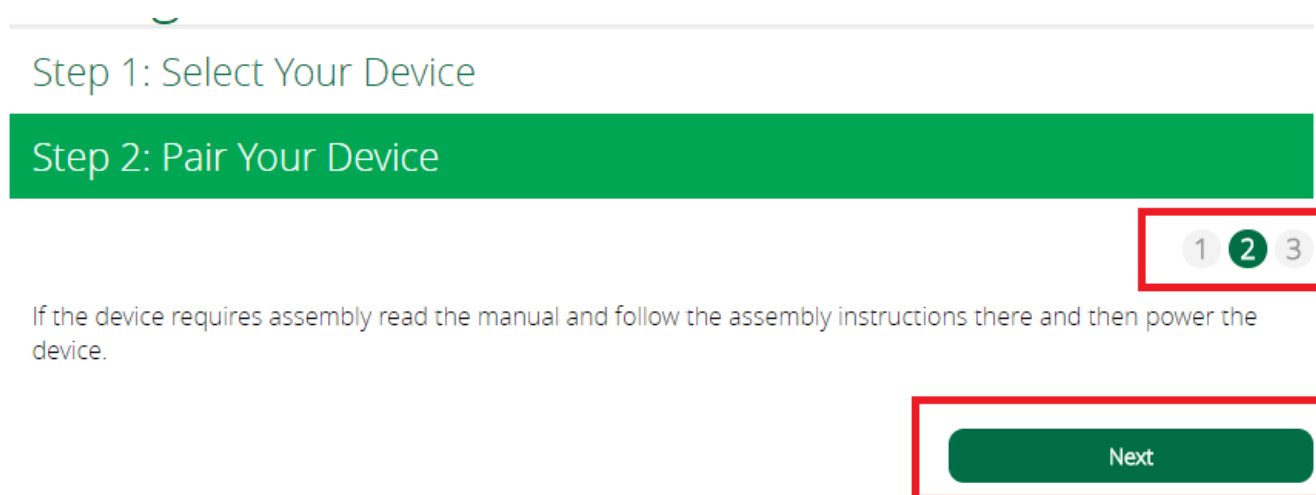 Step 1: Select Your Device
Step 2: Pair Your Device
1 2 3
If the device requires assembly read the manual and follow the assembly instructions there and then power the
device.
Next